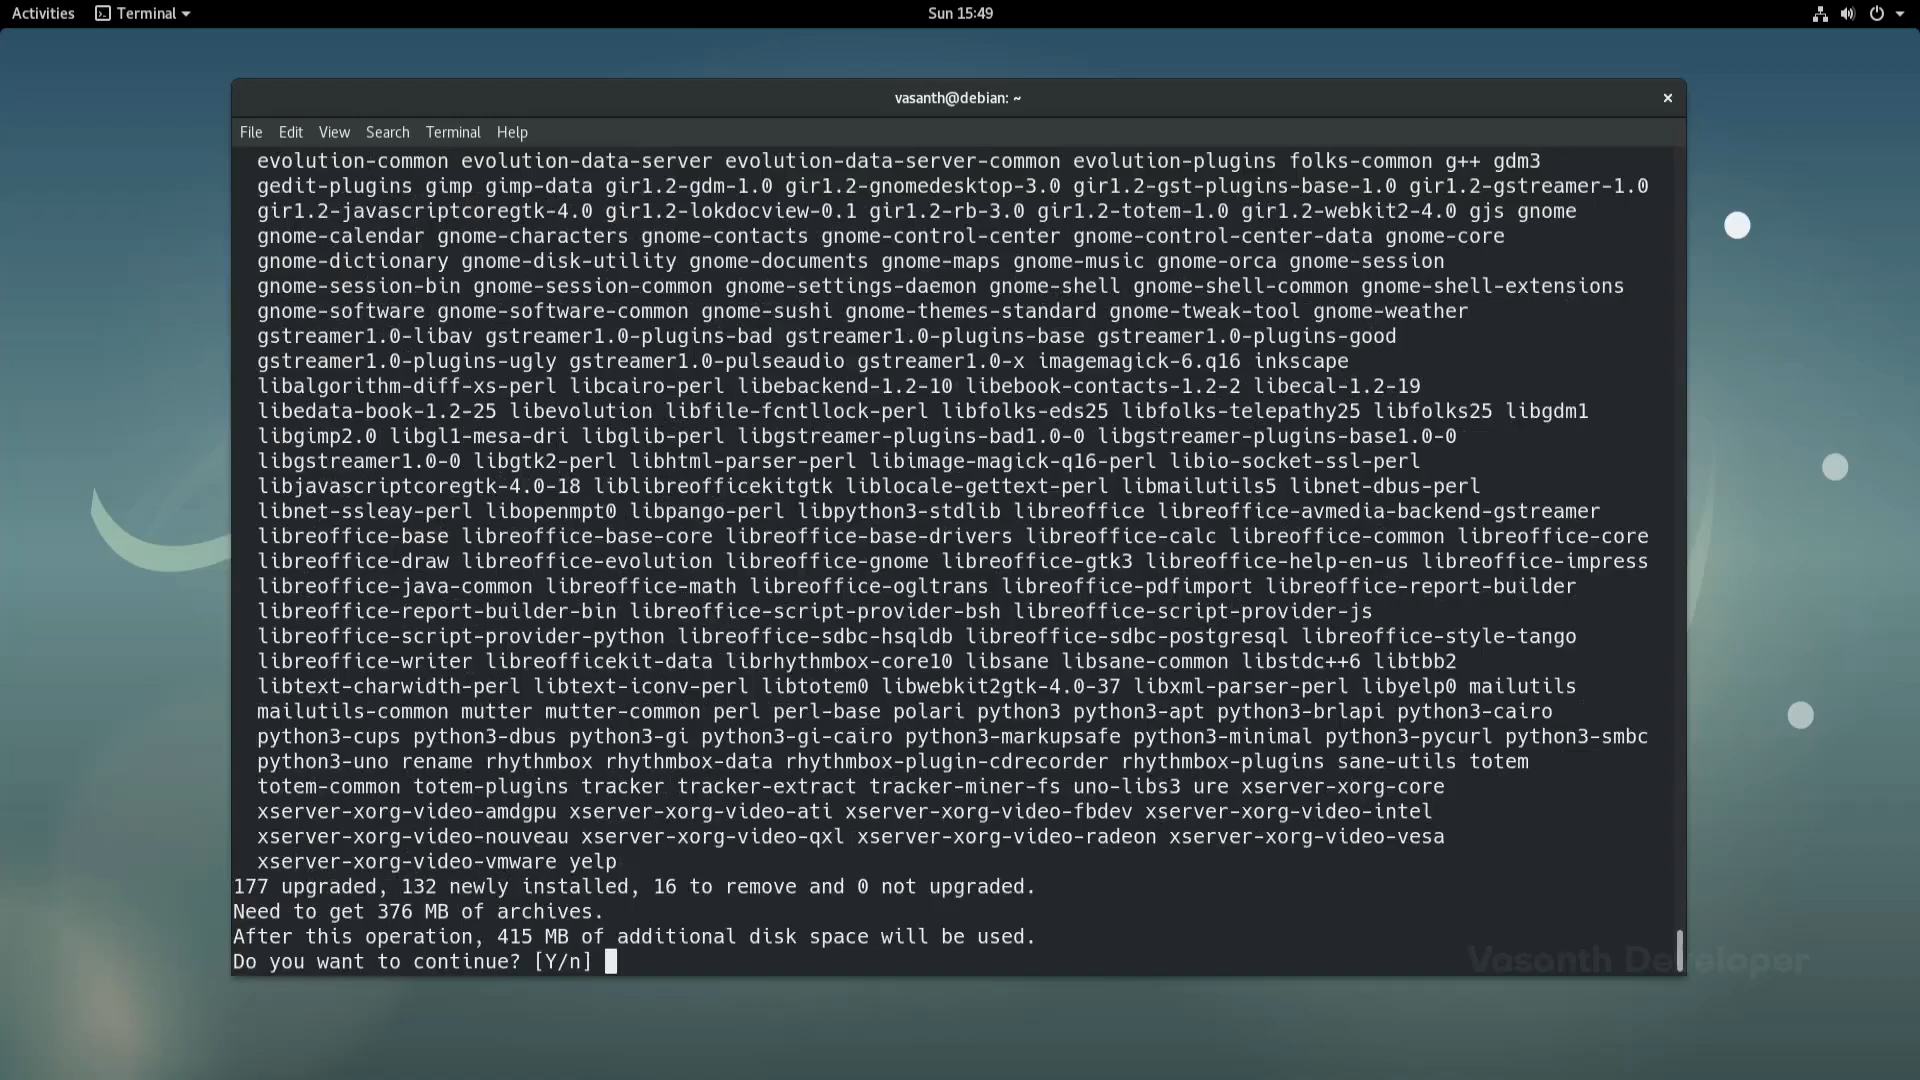 Activities Terminal Sun 15:49
vasanth@debian: ~ ×
File Edit View Search Terminal Help
evolution-common evolution-data-server evolution-data-server-common evolution-plugins folks-common g++ gdm3
gedit-plugins gimp gimp-data gir1.2-gdm-1.0 gir1.2-gnomedesktop-3.0 gir1.2-gst-plugins-base-1.0 gir1.2-gstreamer-1.0
gir1.2-javascriptcoregtk-4.0 gir1.2-lokdocview-0.1 gir1.2-rb-3.0 gir1.2-totem-1.0 gir1.2-webkit2-4.0 gjs gnome
gnome-calendar gnome-characters gnome-contacts gnome-control-center gnome-control-center-data gnome-core
gnome-dictionary gnome-disk-utility gnome-documents gnome-maps gnome-music gnome-orca gnome-session
gnome-session-bin gnome-session-common gnome-settings-daemon gnome-shell gnome-shell-common gnome-shell-extensions
gnome-software gnome-software-common gnome-sushi gnome-themes-standard gnome-tweak-tool gnome-weather
gstreamer1.0-libav gstreamer1.0-plugins-bad gstreamer1.0-plugins-base gstreamer1.0-plugins-good
gstreamer1.0-plugins-ugly gstreamer1.0-pulseaudio gstreamer1.0-x imagemagick-6.q16 inkscape
libalgorithm-diff-xs-perl libcairo-perl libebackend-1.2-10 libebook-contacts-1.2-2 libecal-1.2-19
libedata-book-1.2-25 libevolution libfile-fcntllock-perl libfolks-eds25 libfolks-telepathy25 libfolks25 libgdm1
libgimp2.0 libgl1-mesa-dri libglib-perl libgstreamer-plugins-bad1.0-0 libgstreamer-plugins-base1.0-0
libgstreamer1.0-0 libgtk2-perl libhtml-parser-perl libimage-magick-q16-perl libio-socket-ssl-perl
libjavascriptcoregtk-4.0-18 liblibreofficekitgtk liblocale-gettext-perl libmailutils5 libnet-dbus-perl
libnet-ssleay-perl libopenmpt0 libpango-perl libpython3-stdlib libreoffice libreoffice-avmedia-backend-gstreamer
libreoffice-base libreoffice-base-core libreoffice-base-drivers libreoffice-calc libreoffice-common libreoffice-core
libreoffice-draw libreoffice-evolution libreoffice-gnome libreoffice-gtk3 libreoffice-help-en-us libreoffice-impress
libreoffice-java-common libreoffice-math libreoffice-ogltrans libreoffice-pdfimport libreoffice-report-builder
libreoffice-report-builder-bin libreoffice-script-provider-bsh libreoffice-script-provider-js
libreoffice-script-provider-python libreoffice-sdbc-hsqldb libreoffice-sdbc-postgresql libreoffice-style-tango
libreoffice-writer libreofficekit-data librhythmbox-core10 libsane libsane-common libstdc++6 libtbb2
libtext-charwidth-perl libtext-iconv-perl libtotem0 libwebkit2gtk-4.0-37 libxml-parser-perl libyelp0 mailutils
mailutils-common mutter mutter-common perl perl-base polari python3 python3-apt python3-brlapi python3-cairo
python3-cups python3-dbus python3-gi python3-gi-cairo python3-markupsafe python3-minimal python3-pycurl python3-smbc
python3-uno rename rhythmbox rhythmbox-data rhythmbox-plugin-cdrecorder rhythmbox-plugins sane-utils totem
totem-common totem-plugins tracker tracker-extract tracker-miner-fs uno-libs3 ure xserver-xorg-core
xserver-xorg-video-amdgpu xserver-xorg-video-ati xserver-xorg-video-fbdev xserver-xorg-video-intel
xserver-xorg-video-nouveau xserver-xorg-video-qxl xserver-xorg-video-radeon xserver-xorg-video-vesa
xserver-xorg-video-vmware yelp
177 upgraded, 132 newly installed, 16 to remove and 0 not upgraded.
Need to get 376 MB of archives.
After this operation, 415 MB of additional disk space will be used.
Do you want to continue? [Y/n]
Vasonth Developer